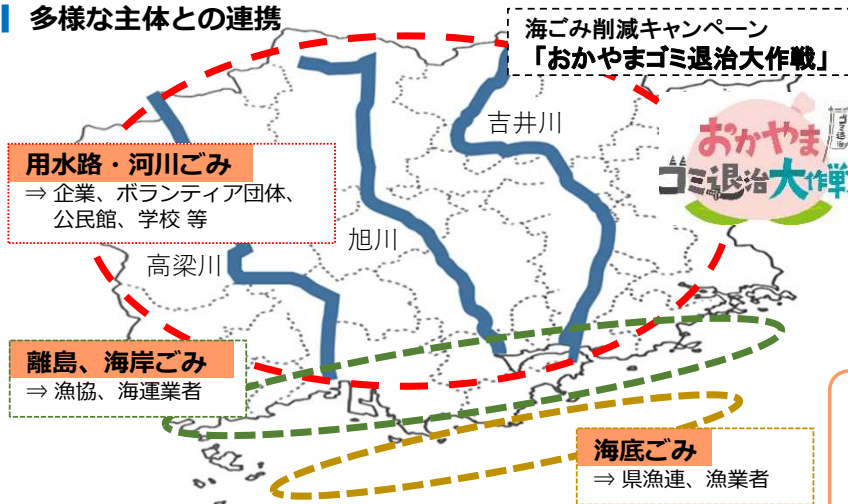 多様な主体との連携
海ごみ削減キャンペーン
「おかやまゴミ退治大作戦」
おかやま
ゴミ退治大作戦
吉井川
用水路・河川ごみ
⇒ 企業、ボランティア団体、
公民館、学校 等
旭川
高梁川
離島、海岸ごみ
⇒ 漁協、海運業者
海底ごみ
⇒ 県漁連、漁業者